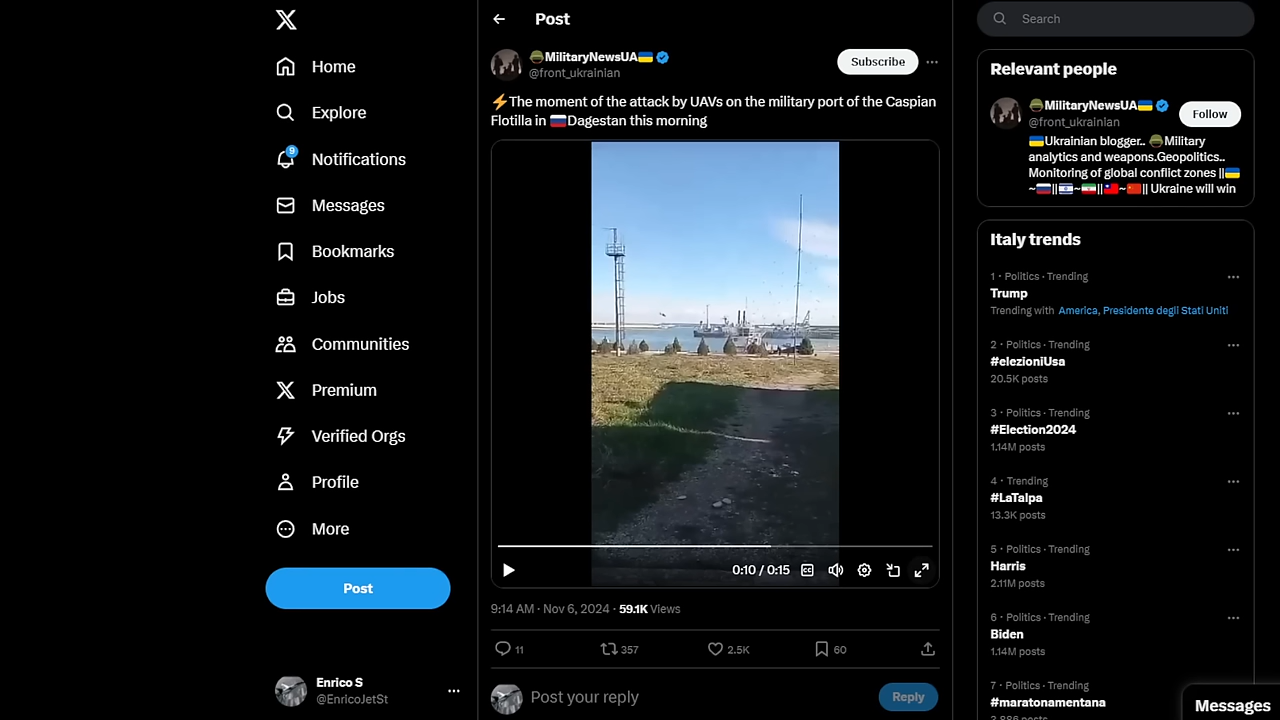 Home
Explore
9
Notifications
Messages
Bookmarks
Jobs
Communities
Premium
Verified Orgs
Profile
More
Post
Enrico S
@EnricoJetSt
Post
MilitaryNewsUA
@front_ukrainian
Subscribe
⚡The moment of the attack by UAVs on the military port of the Caspian
Flotilla in 🇷🇺Dagestan this morning
0:10 / 0:15
CC
9:14 AM · Nov 6, 2024 · 59.1K Views
11
357
2.5K
60
Post your reply
Reply
Search
Relevant people
MilitaryNewsUA
@front_ukrainian
Follow
🇺🇦Ukrainian blogger.. 🪖Military
analytics and weapons.Geopolitics..
Monitoring of global conflict zones ||🇺🇦
~🇷🇺||🇮🇱~🇮🇷||🇹🇼~🇨🇳|| Ukraine will win
Italy trends
1 · Politics · Trending
Trump
Trending with America, Presidente degli Stati Uniti
2 · Politics · Trending
#elezioniUsa
20.5K posts
3 · Politics · Trending
#Election2024
1.14M posts
4 · Trending
#LaTalpa
13.3K posts
5 · Politics · Trending
Harris
2.11M posts
6 · Politics · Trending
Biden
1.14M posts
7 · Politics · Trending
#maratonamentana
Messages